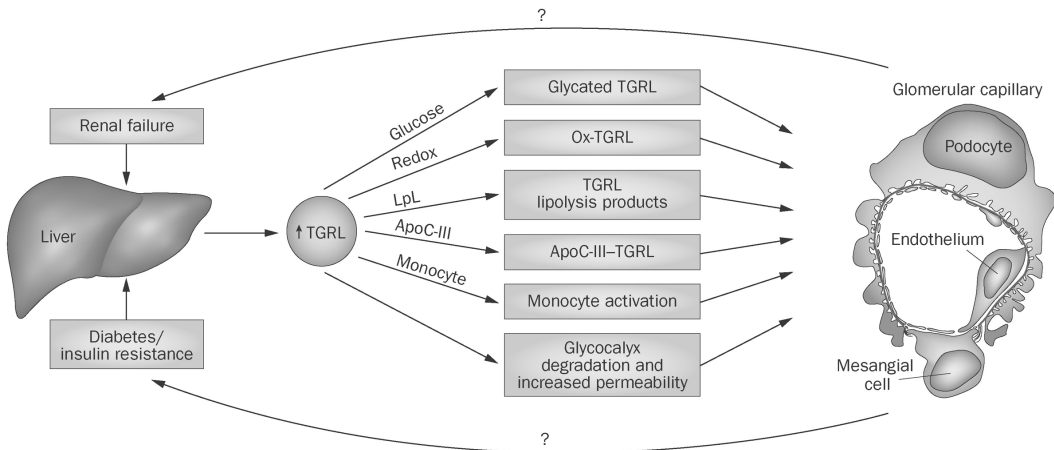 ?
Renal failure
Liver
Diabetes/
insulin resistance
↑ TGRL
Glucose
Redox
LpL
ApoC-III
Monocyte
Glycated TGRL
Ox-TGRL
TGRL
lipolysis products
ApoC-III–TGRL
Monocyte activation
Glycocalyx
degradation and
increased permeability
Glomerular capillary
Podocyte
Endothelium
Mesangial
cell
?